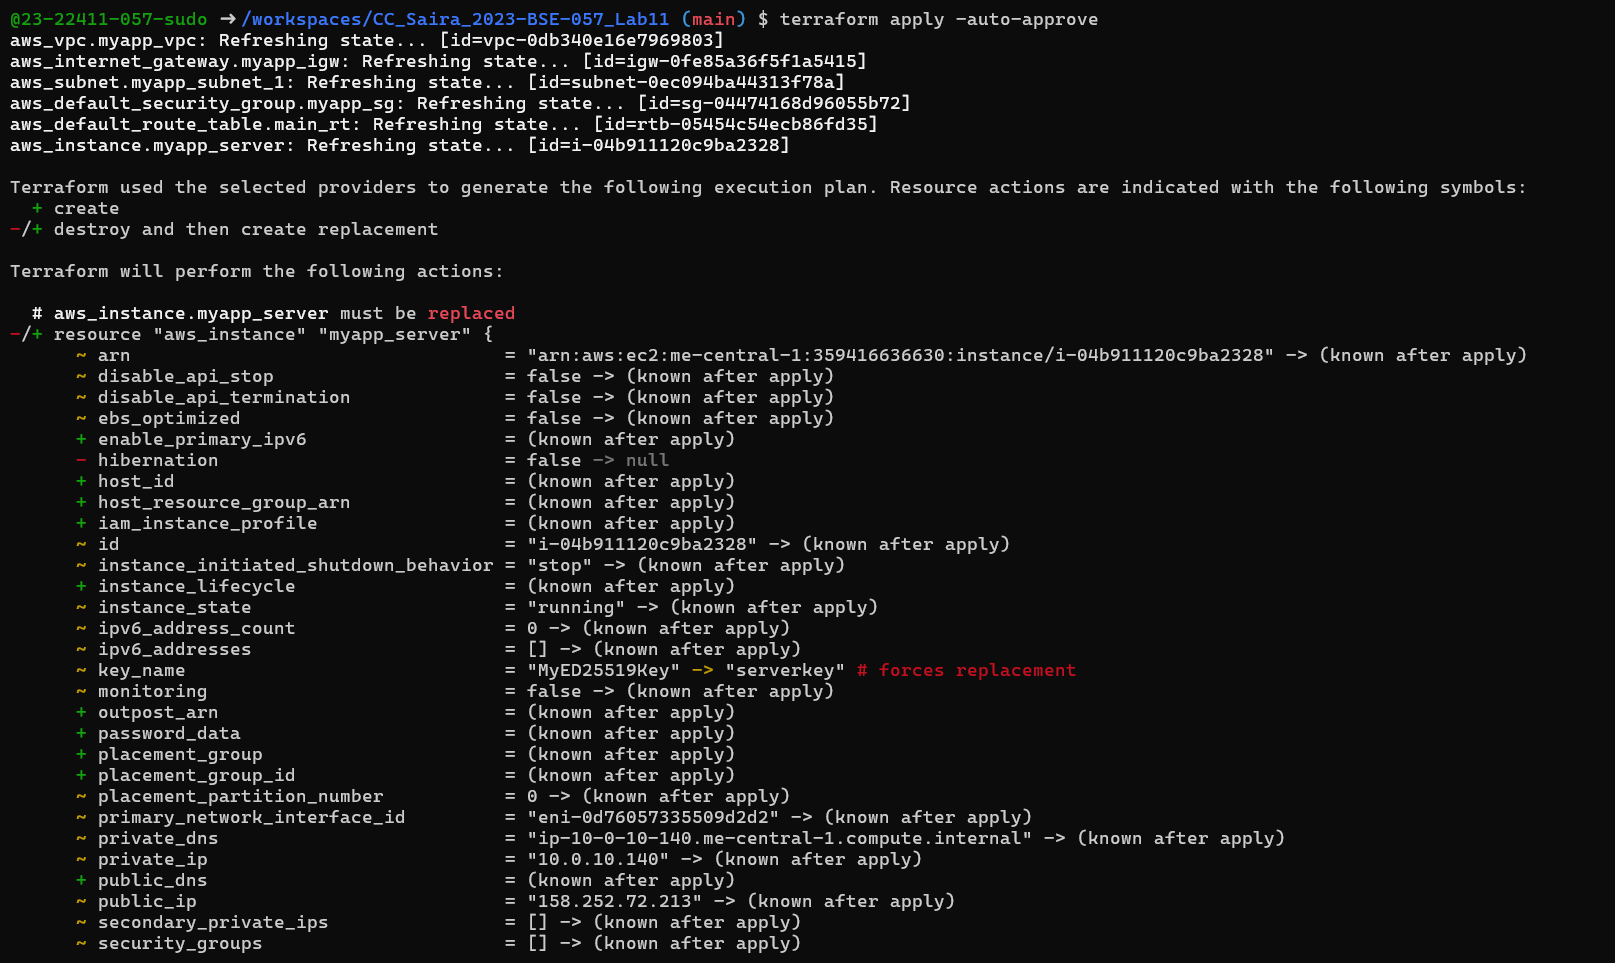 @23-22411-057-sudo ➜ /workspaces/CC_Saira_2023-BSE-057_Lab11 (main) $ terraform apply -auto-approve
aws_vpc.myapp_vpc: Refreshing state... [id=vpc-0db340e16e7969803]
aws_internet_gateway.myapp_igw: Refreshing state... [id=igw-0fe85a36f5f1a5415]
aws_subnet.myapp_subnet_1: Refreshing state... [id=subnet-0ec094ba44313f78a]
aws_default_security_group.myapp_sg: Refreshing state... [id=sg-04474168d96055b72]
aws_default_route_table.main_rt: Refreshing state... [id=rtb-05454c54ecb86fd35]
aws_instance.myapp_server: Refreshing state... [id=i-04b911120c9ba2328]

Terraform used the selected providers to generate the following execution plan. Resource actions are indicated with the following symbols:
  + create
-/+ destroy and then create replacement

Terraform will perform the following actions:

  # aws_instance.myapp_server must be replaced
-/+ resource "aws_instance" "myapp_server" {
      ~ arn                                  = "arn:aws:ec2:me-central-1:359416636630:instance/i-04b911120c9ba2328" -> (known after apply)
      ~ disable_api_stop                     = false -> (known after apply)
      ~ disable_api_termination              = false -> (known after apply)
      ~ ebs_optimized                        = false -> (known after apply)
      + enable_primary_ipv6                  = (known after apply)
      - hibernation                          = false -> null
      + host_id                              = (known after apply)
      + host_resource_group_arn              = (known after apply)
      + iam_instance_profile                 = (known after apply)
      ~ id                                   = "i-04b911120c9ba2328" -> (known after apply)
      ~ instance_initiated_shutdown_behavior = "stop" -> (known after apply)
      + instance_lifecycle                   = (known after apply)
      ~ instance_state                       = "running" -> (known after apply)
      ~ ipv6_address_count                   = 0 -> (known after apply)
      ~ ipv6_addresses                       = [] -> (known after apply)
      ~ key_name                             = "MyED25519Key" -> "serverkey" # forces replacement
      ~ monitoring                           = false -> (known after apply)
      + outpost_arn                          = (known after apply)
      + password_data                        = (known after apply)
      + placement_group                      = (known after apply)
      + placement_group_id                   = (known after apply)
      ~ placement_partition_number           = 0 -> (known after apply)
      ~ primary_network_interface_id         = "eni-0d76057335509d2d2" -> (known after apply)
      ~ private_dns                          = "ip-10-0-10-140.me-central-1.compute.internal" -> (known after apply)
      ~ private_ip                           = "10.0.10.140" -> (known after apply)
      + public_dns                           = (known after apply)
      ~ public_ip                            = "158.252.72.213" -> (known after apply)
      ~ secondary_private_ips                = [] -> (known after apply)
      ~ security_groups                      = [] -> (known after apply)